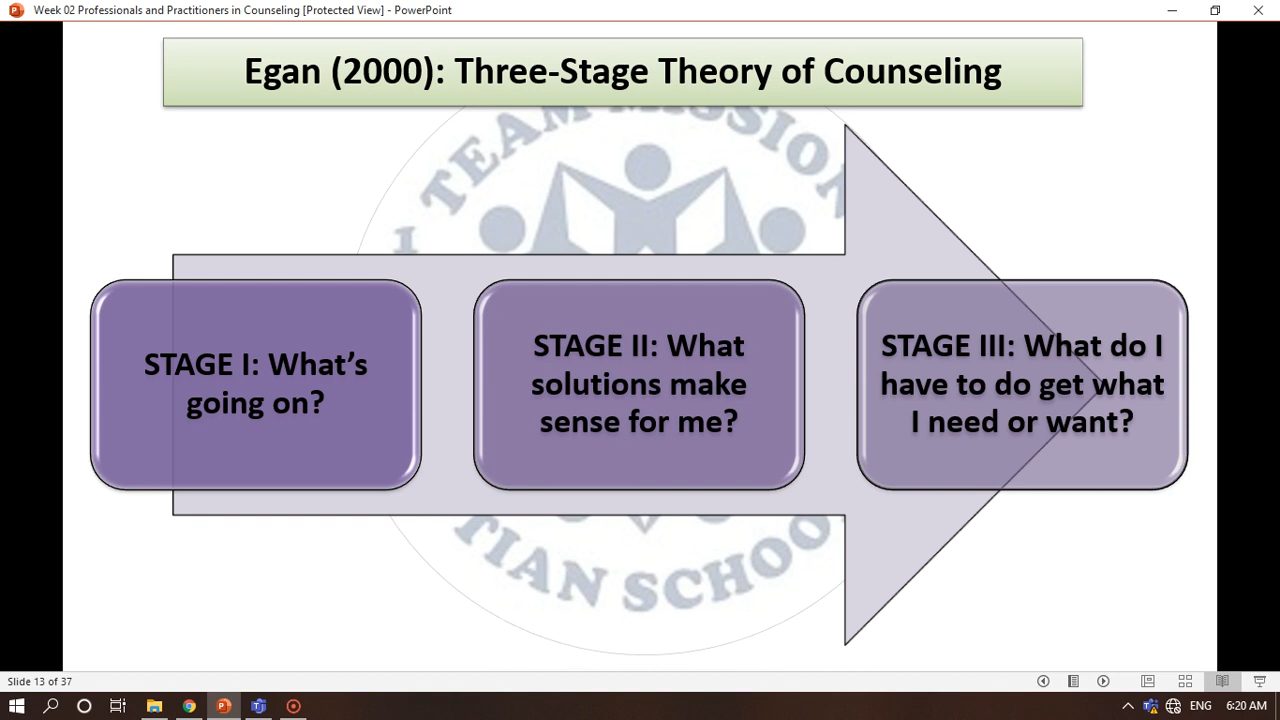 Week 02 Professionals and Practitioners in Counseling [Protected View] - PowerPoint
Egan (2000): Three-Stage Theory of Counseling
TEAM MISSION
STAGE I: What's
going on?
STAGE II: What
solutions make
sense for me?
STAGE III: What do I
have to do get what
I need or want?
TIAN SCHOO
Slide 13 of 37
ENG
6:20 AM